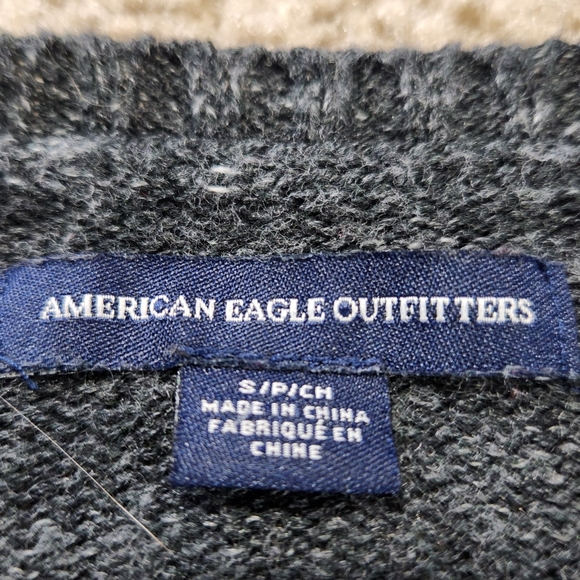 AMERICAN EAGLE OUTFITTERS
S/P/CH
MADE IN CHINA
FABRIQUÉ EN
CHINE